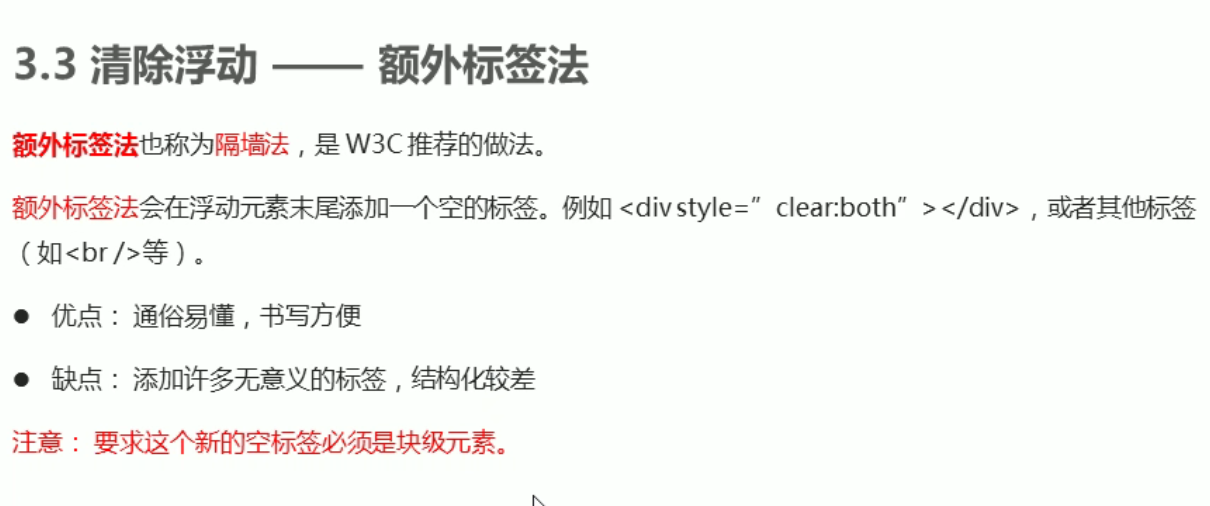 3.3 清除浮动 —— 额外标签法
额外标签法也称为隔墙法，是 W3C 推荐的做法。
额外标签法会在浮动元素末尾添加一个空的标签。例如 <div style=”clear:both”></div>，或者其他标签
（如<br />等）。
● 优点： 通俗易懂，书写方便
● 缺点： 添加许多无意义的标签，结构化较差
注意： 要求这个新的空标签必须是块级元素。